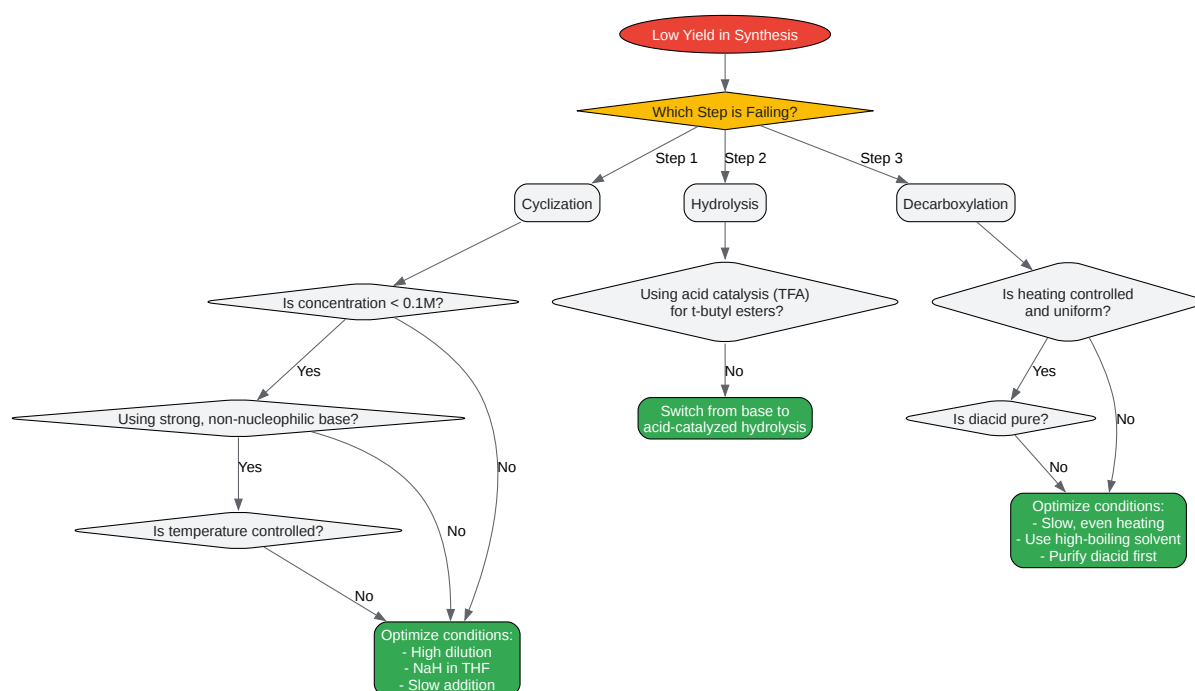 Low Yield in Synthesis
Which Step is Failing?
Step 1
Step 2
Step 3
Cyclization
Hydrolysis
Decarboxylation
Is concentration < 0.1M?
Using acid catalysis (TFA)
for t-butyl esters?
Is heating controlled
and uniform?
Yes
No
Yes
Using strong, non-nucleophilic base?
Switch from base to
acid-catalyzed hydrolysis
Is diacid pure?
No
Yes
No
No
Is temperature controlled?
No
Optimize conditions:
- Slow, even heating
- Use high-boiling solvent
- Purify diacid first
No
Optimize conditions:
- High dilution
- NaH in THF
- Slow addition